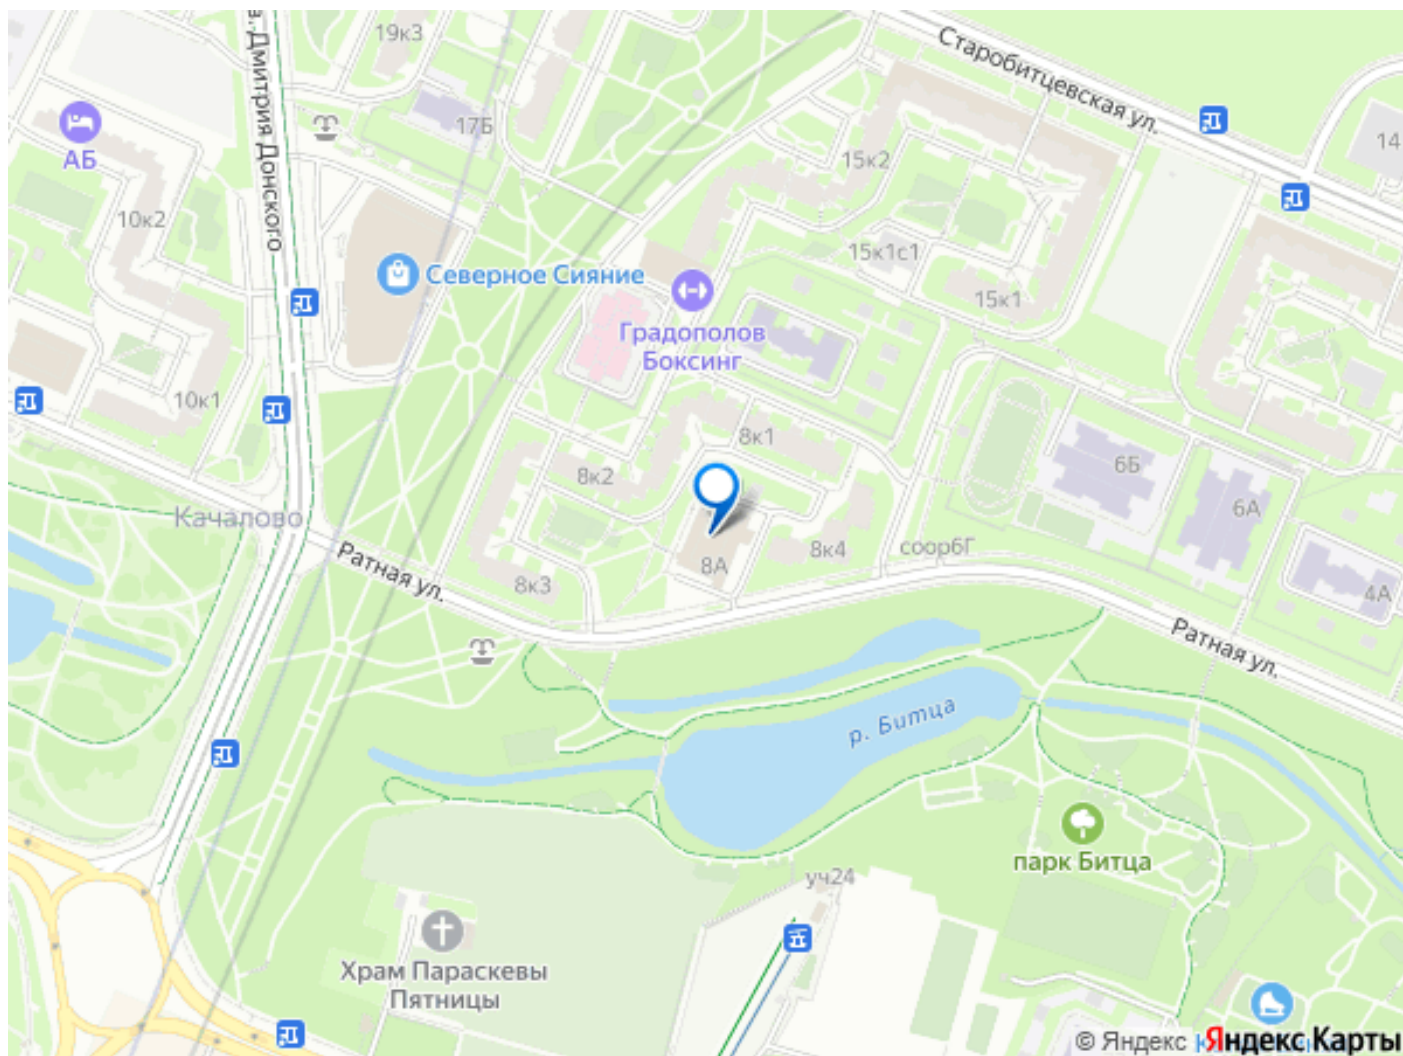 19к3
в. Дмитрия Донского
Старобитцевская ул.
17Б
АБ
15к2
14
10к2
15к1с1
Северное Сияние
15к1
Градополов
Боксинг
10к1
8к1
6Б
8к2
6А
Качалово
Ратная ул.
8к4
соор6Г
8А
8к3
4А
Ратная ул.
р. Битца
парк Битца
уч24
Храм Параскевы
Пятницы
© Яндекс
Яндекс Карты